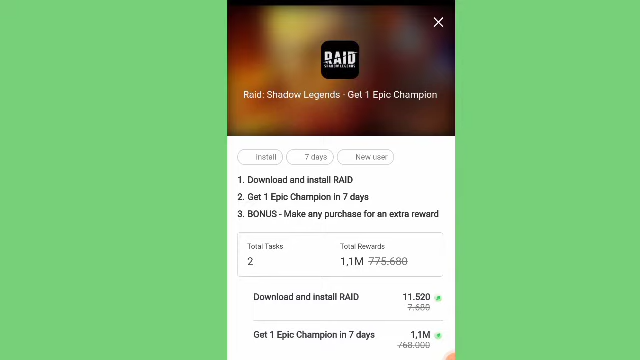 RAID
SHADOW LEGENDS
Raid: Shadow Legends - Get 1 Epic Champion
Install
7 days
New user
1. Download and install RAID
2. Get 1 Epic Champion in 7 days
3. BONUS - Make any purchase for an extra reward
Total Tasks
Total Rewards
2
1,1M 775.680
Download and install RAID
11.520
7.680
Get 1 Epic Champion in 7 days
1,1M
768.000